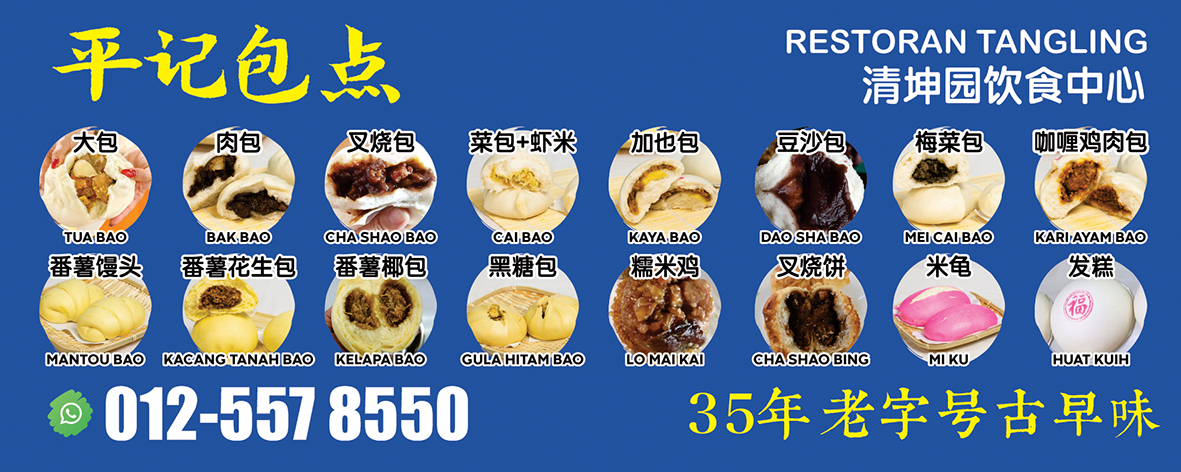 平记包点
RESTORAN TANGLING
清坤园饮食中心
大包
TUA BAO
肉包
BAK BAO
叉烧包
CHA SHAO BAO
菜包+虾米
CAI BAO
加也包
KAYA BAO
豆沙包
DAO SHA BAO
梅菜包
MEI CAI BAO
咖喱鸡肉包
KARI AYAM BAO
番薯馒头
MANTOU BAO
番薯花生包
KACANG TANAH BAO
番薯椰包
KELAPA BAO
黑糖包
GULA HITAM BAO
糯米鸡
LO MAI KAI
叉烧饼
CHA SHAO BING
米龟
MI KU
发糕
福
HUAT KUIH
012-557 8550
35年老字号古早味